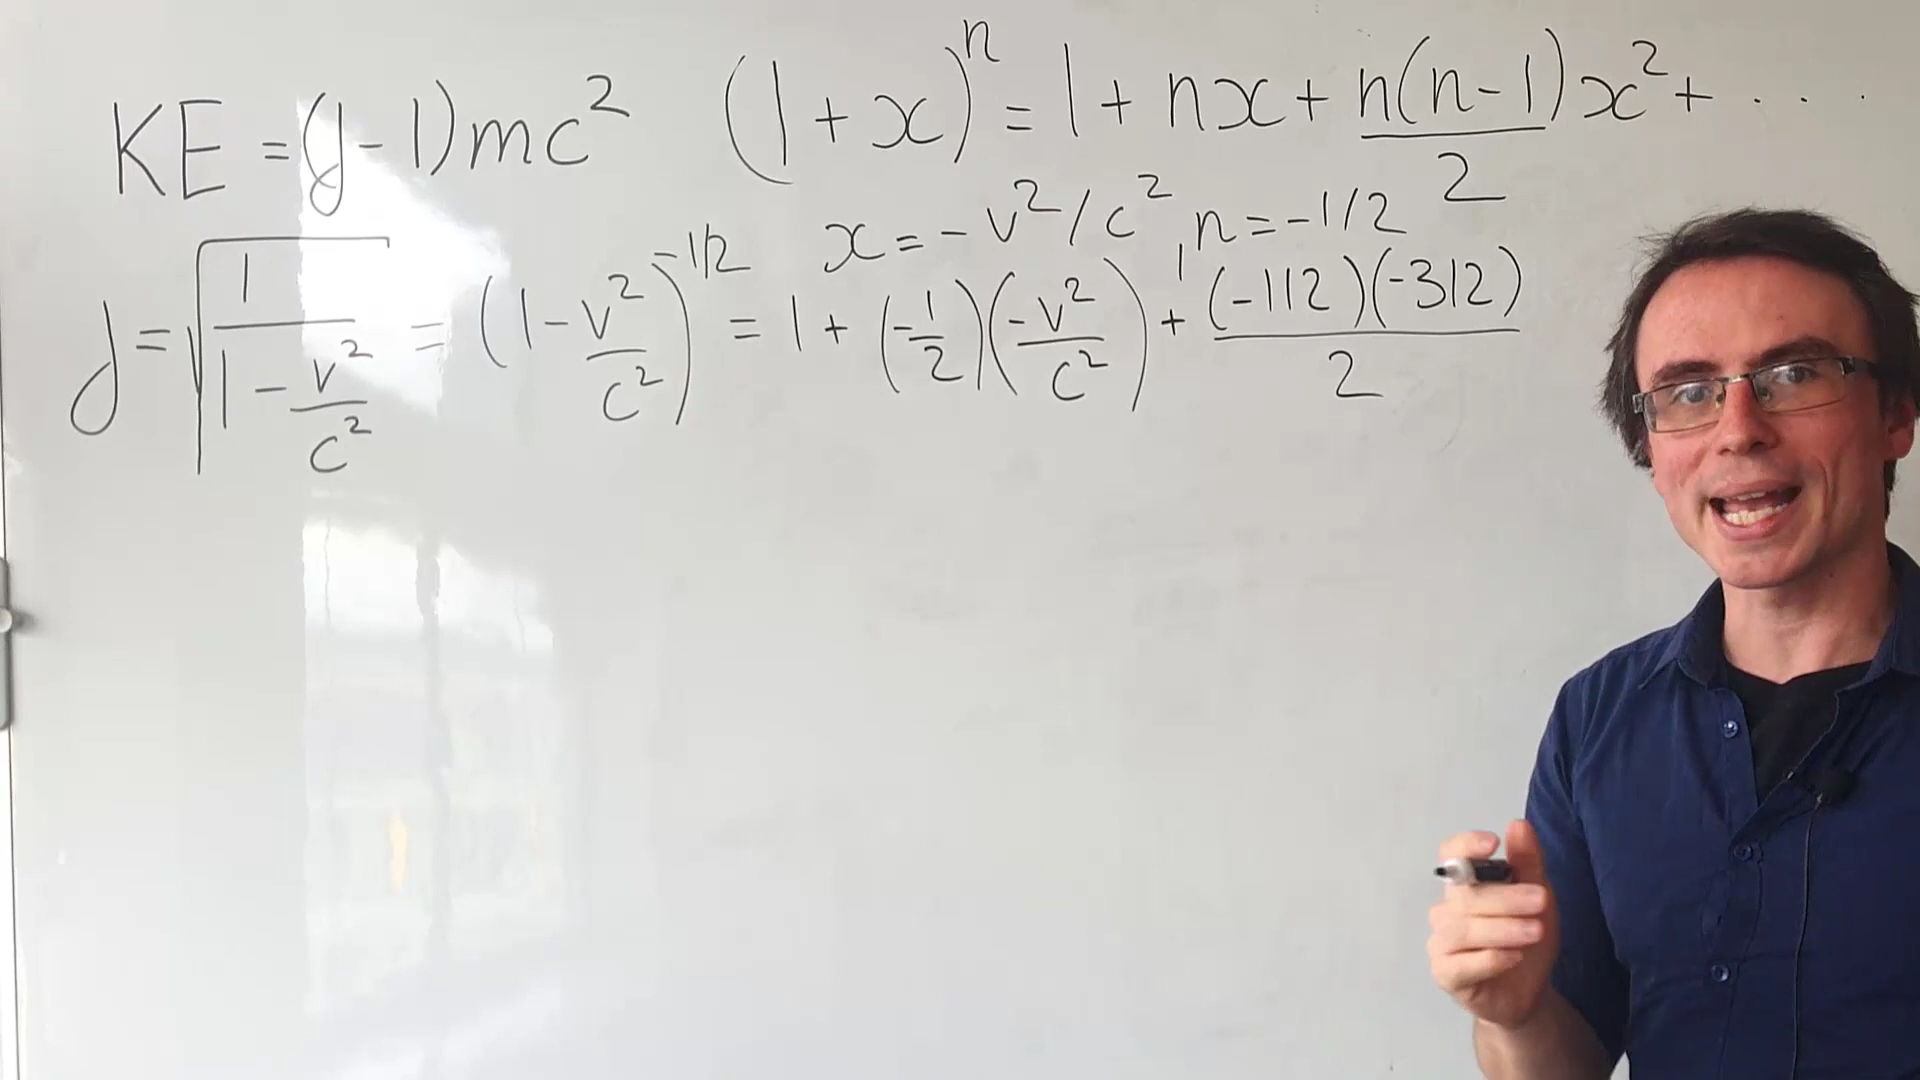 KE = (γ-1)mc² (1+x)ⁿ = 1 + nx + n(n-1)/2 x² + ...
x = -v²/c², n = -1/2
γ = √(1/(1-v²/c²)) = (1-v²/c²)^(-1/2) = 1 + (-1/2)(-v²/c²) + (-1/2)(-3/2)/2